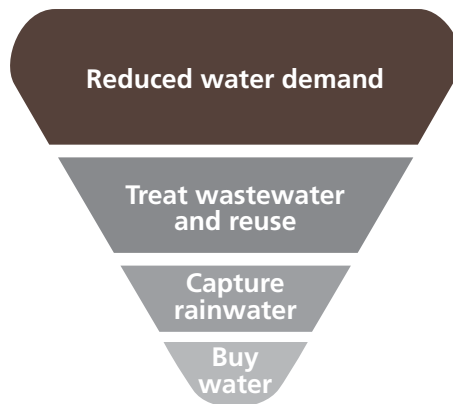 Reduced water demand
Treat wastewater
and reuse
Capture
rainwater
Buy
water